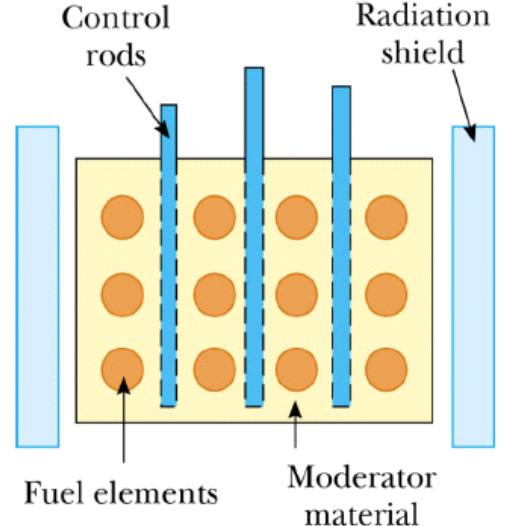 Control
rods
Radiation
shield
Fuel elements
Moderator
material